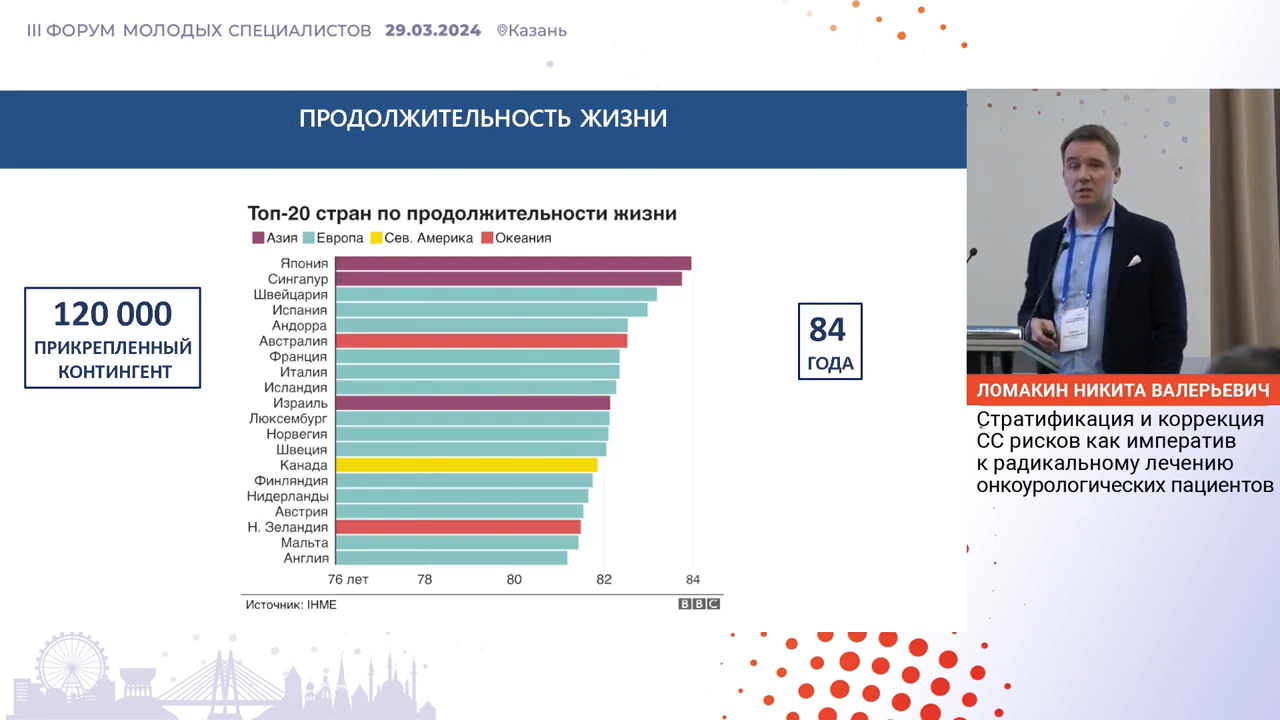 III ФОРУМ МОЛОДЫХ СПЕЦИАЛИСТОВ 29.03.2024 Казань
ПРОДОЛЖИТЕЛЬНОСТЬ ЖИЗНИ
120 000
ПРИКРЕПЛЕННЫЙ
КОНТИНГЕНТ
Топ-20 стран по продолжительности жизни
Азия Европа Сев. Америка Океания
Япония
Сингапур
Швейцария
Испания
Андорра
Австралия
Франция
Италия
Исландия
Израиль
Люксембург
Норвегия
Швеция
Канада
Финляндия
Нидерланды
Австрия
Н. Зеландия
Мальта
Англия
76 лет 78 80 82 84
Источник: IHME
BBC
84
ГОДА
ЛОМАКИН НИКИТА ВАЛЕРЬЕВИЧ
Стратификация и коррекция
СС рисков как императив
к радикальному лечению
онкоурологических пациентов